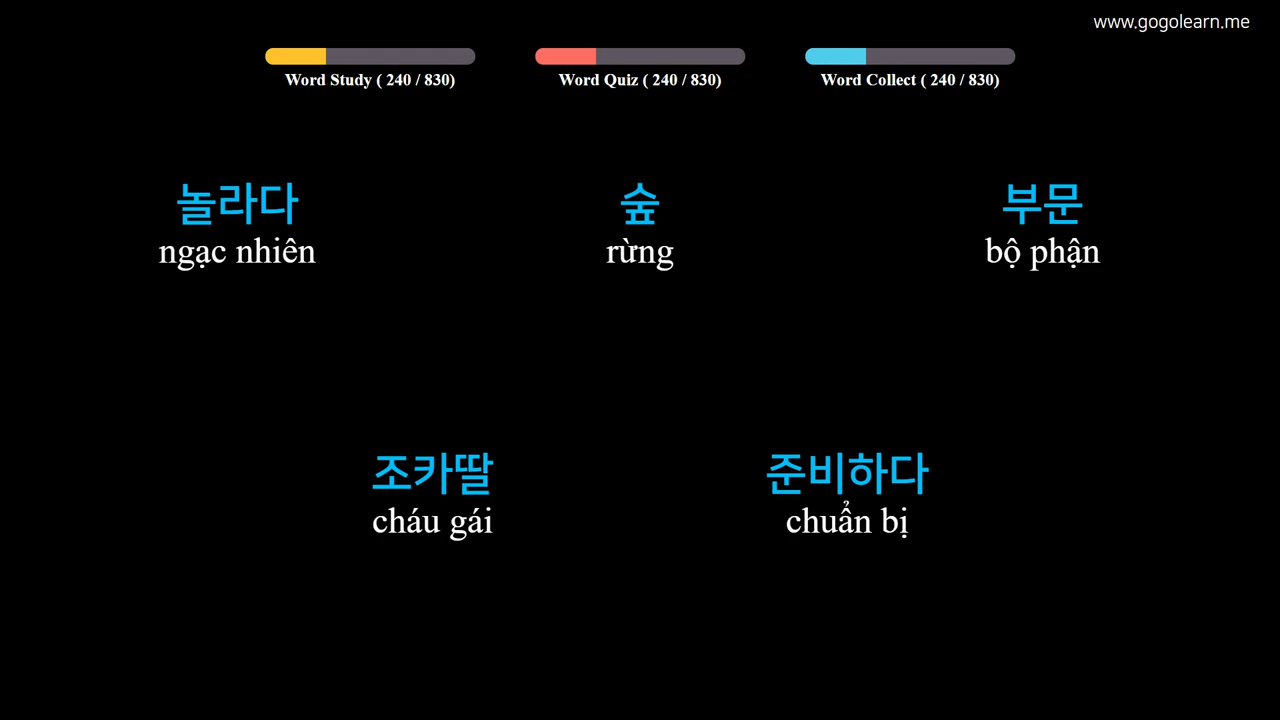 www.gogolearn.me
Word Study ( 240 / 830)
Word Quiz ( 240 / 830)
Word Collect ( 240 / 830)
놀라다
ngạc nhiên
숲
rừng
부문
bộ phận
조카딸
cháu gái
준비하다
chuẩn bị